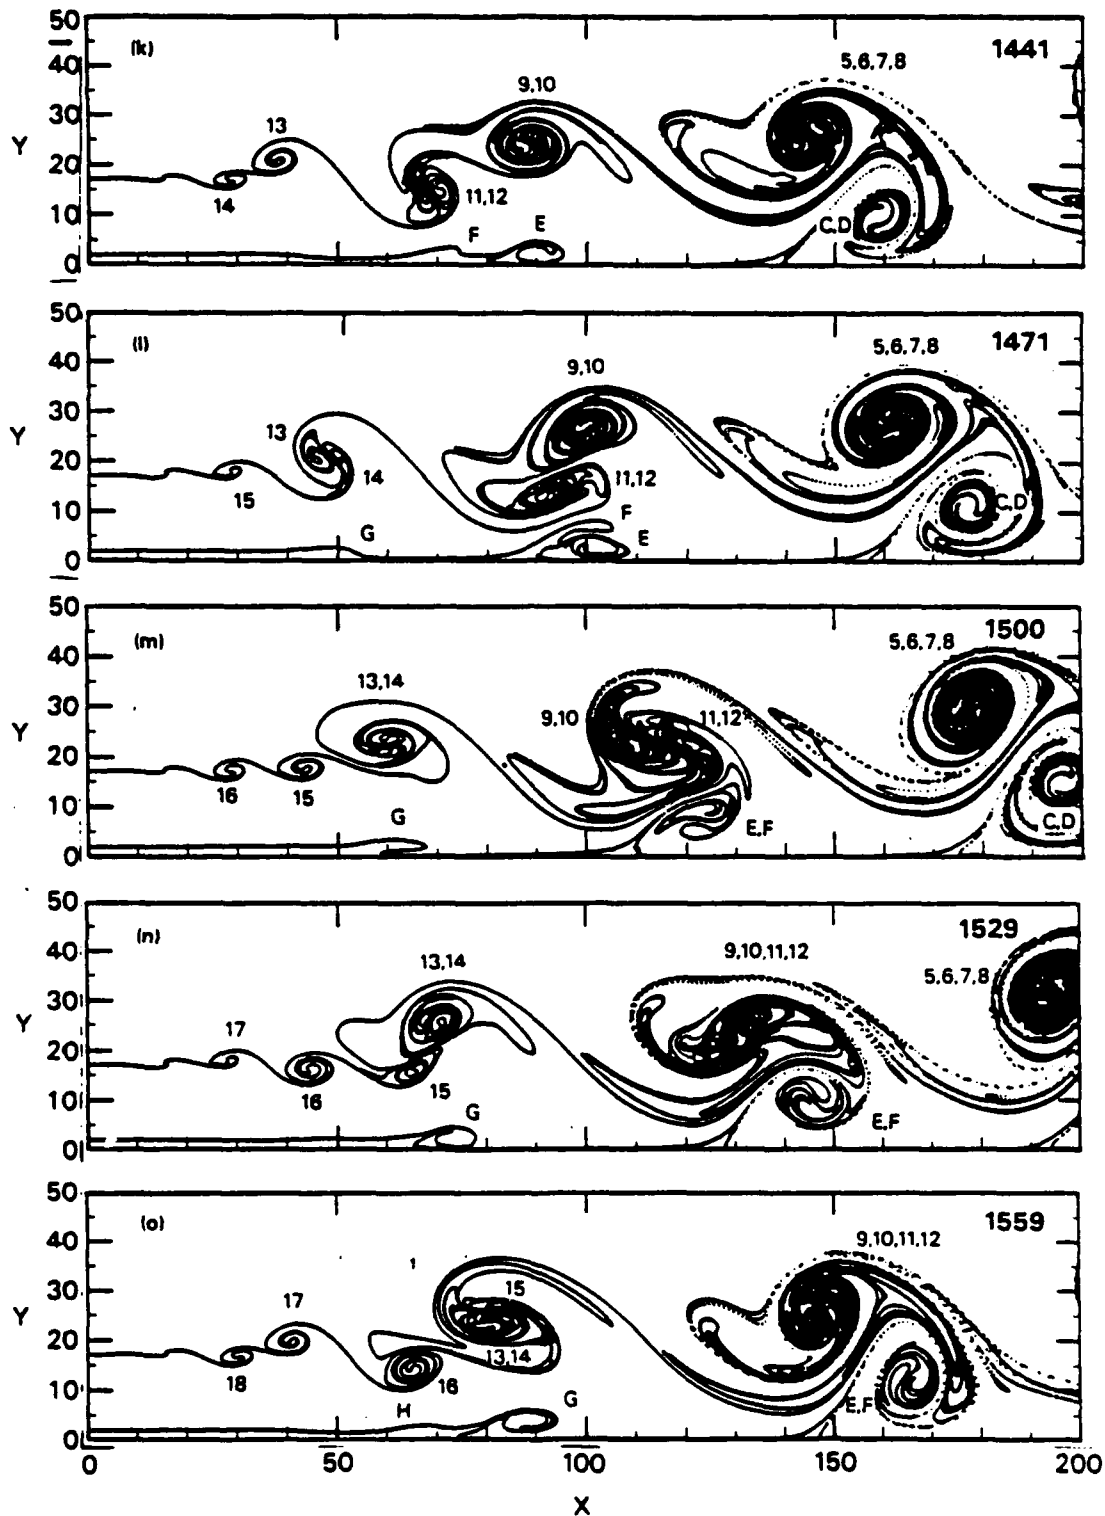 50
(k)
5,6,7,8
1441
40
9,10
30
13
Y
20
14
11,12
10
F
E
C,D
0
50
(l)
5,6,7,8
1471
40
9,10
30
13
Y
20
15
14
11,12
10
F
C,D
G
E
0
50
(m)
5,6,7,8
1500
40
13,14
30
9,10
11,12
Y
20
16
15
10
G
E,F
C,D
0
50
(n)
1529
40
13,14
9,10,11,12
5,6,7,8
30
17
Y
20
16
15
10
G
E,F
0
50
(o)
1559
40
9,10,11,12
30
17
15
Y
20
18
16
13,14
10
H
G
E,F
0
0
50
100
150
200
X